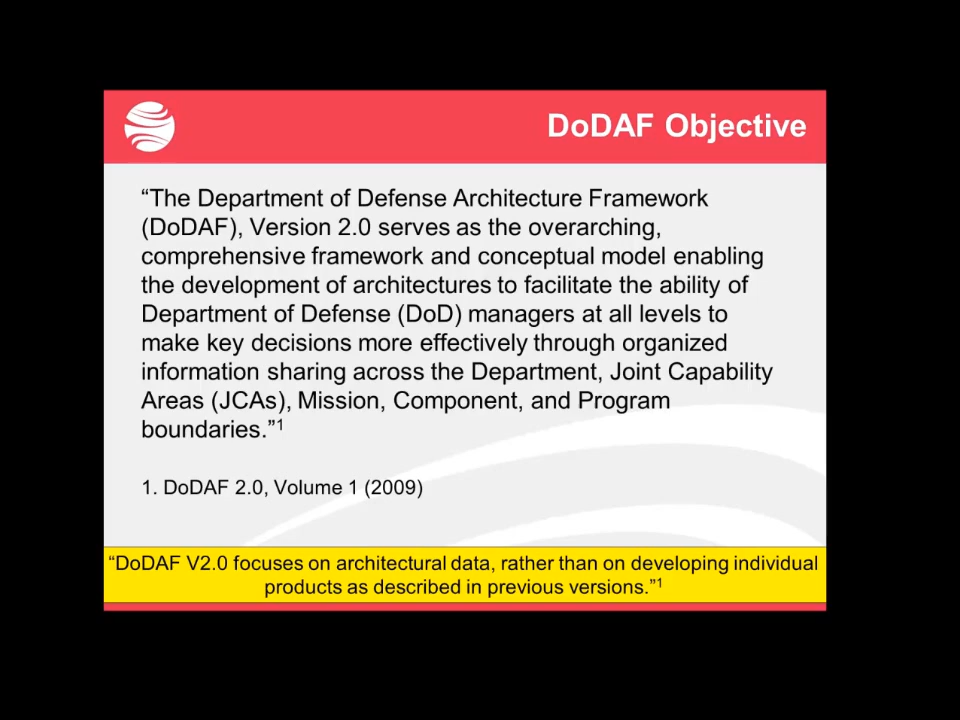 DoDAF Objective
“The Department of Defense Architecture Framework
(DoDAF), Version 2.0 serves as the overarching,
comprehensive framework and conceptual model enabling
the development of architectures to facilitate the ability of
Department of Defense (DoD) managers at all levels to
make key decisions more effectively through organized
information sharing across the Department, Joint Capability
Areas (JCAs), Mission, Component, and Program
boundaries.”1
1. DoDAF 2.0, Volume 1 (2009)
“DoDAF V2.0 focuses on architectural data, rather than on developing individual
products as described in previous versions.”1